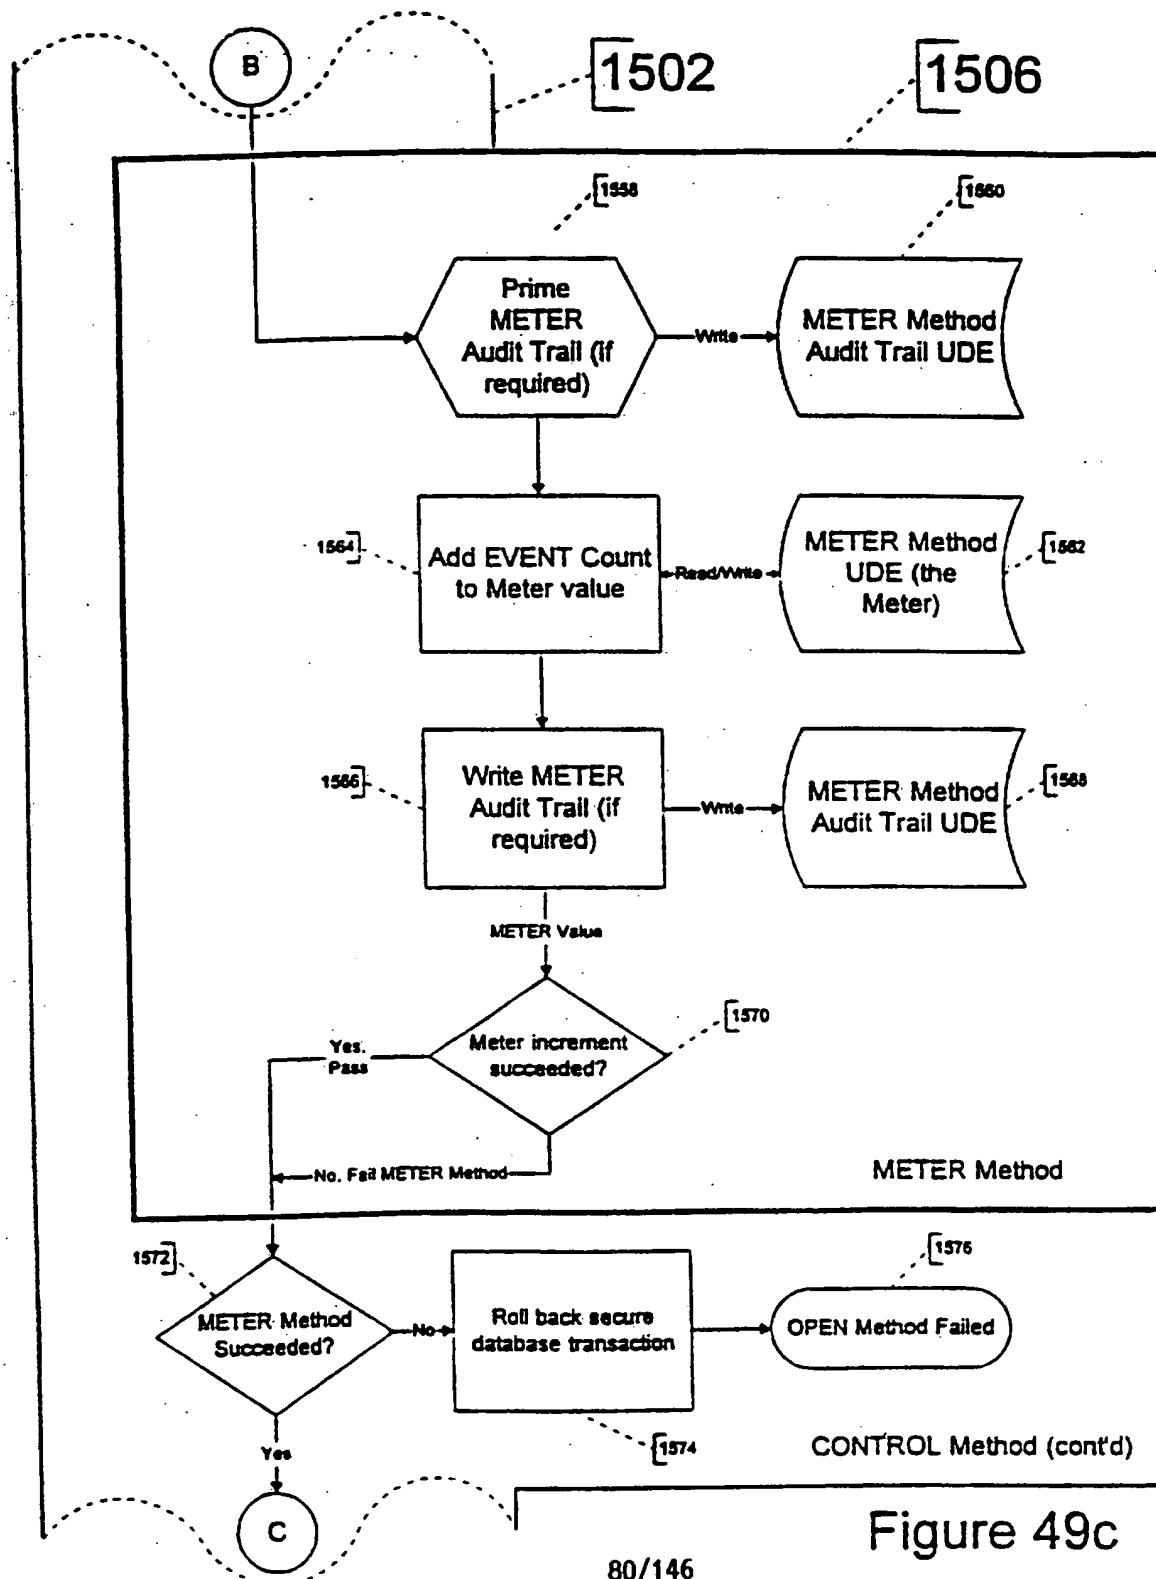 B
1502
1506
1558
1560
Prime
METER
Audit Trail (if
required)
Write
METER Method
Audit Trail UDE
1564
Add EVENT Count
to Meter value
Read/Write
METER Method
UDE (the
Meter)
1562
1566
Write METER
Audit Trail (if
required)
Write
METER Method
Audit Trail UDE
1568
METER Value
Meter increment
succeeded?
1570
Yes.
Pass
No. Fail METER Method
METER Method
1572
METER Method
Succeeded?
No
Roll back secure
database transaction
1576
OPEN Method Failed
1574
Yes
CONTROL Method (cont'd)
C
Figure 49c
80/146